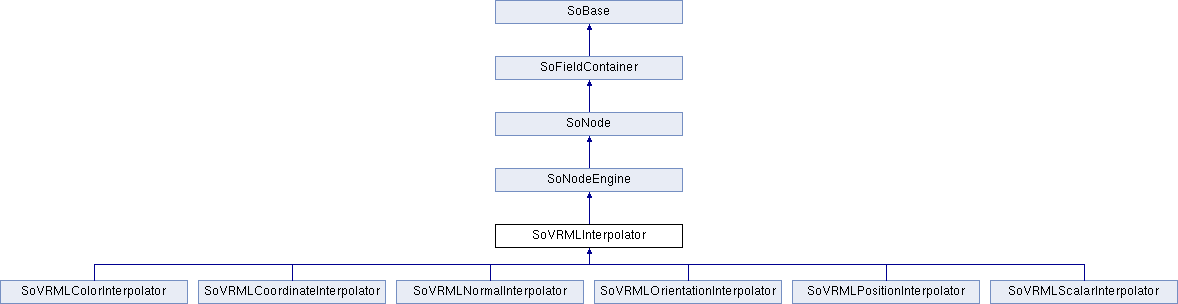 SoBase
SoFieldContainer
SoNode
SoNodeEngine
SoVRMLInterpolator
SoVRMLColorInterpolator
SoVRMLCoordinateInterpolator
SoVRMLNormalInterpolator
SoVRMLOrientationInterpolator
SoVRMLPositionInterpolator
SoVRMLScalarInterpolator